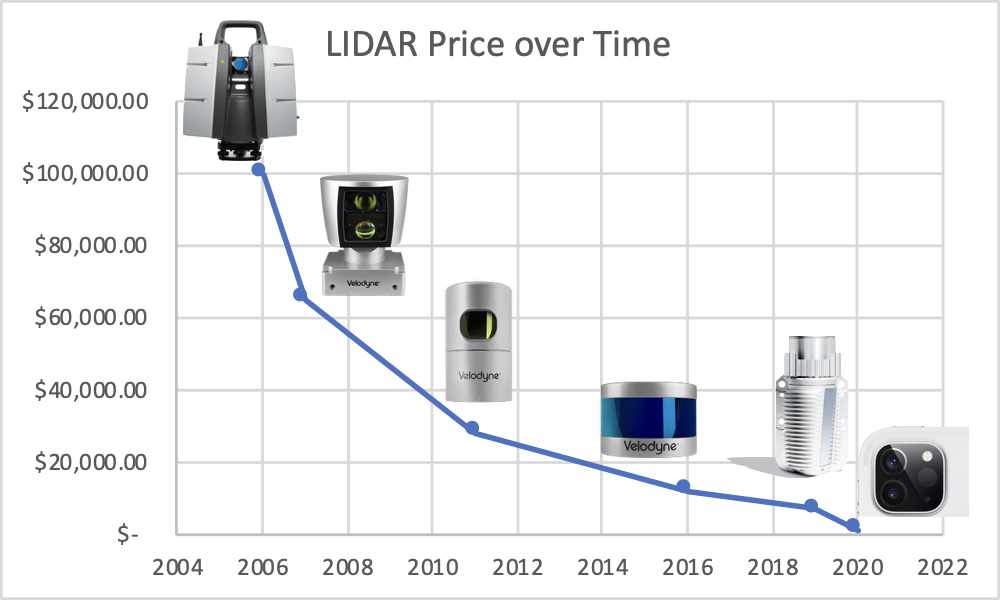 LIDAR Price over Time
$120,000.00
$100,000.00
$80,000.00
$60,000.00
$40,000.00
$20,000.00
$-
Velodyne
Velodyne
Velodyne
2004 2006 2008 2010 2012 2014 2016 2018 2020 2022